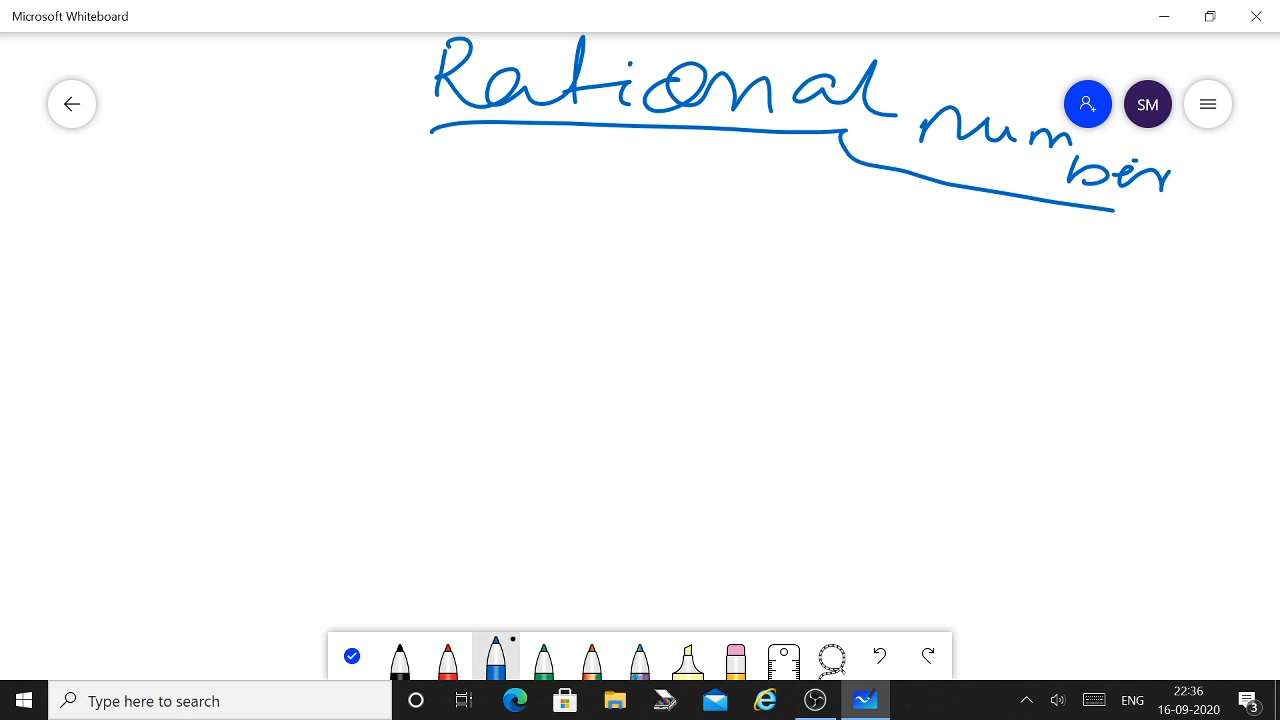 Microsoft Whiteboard
Rational number
SM
Type here to search
ENG
22:36
16-09-2020
3